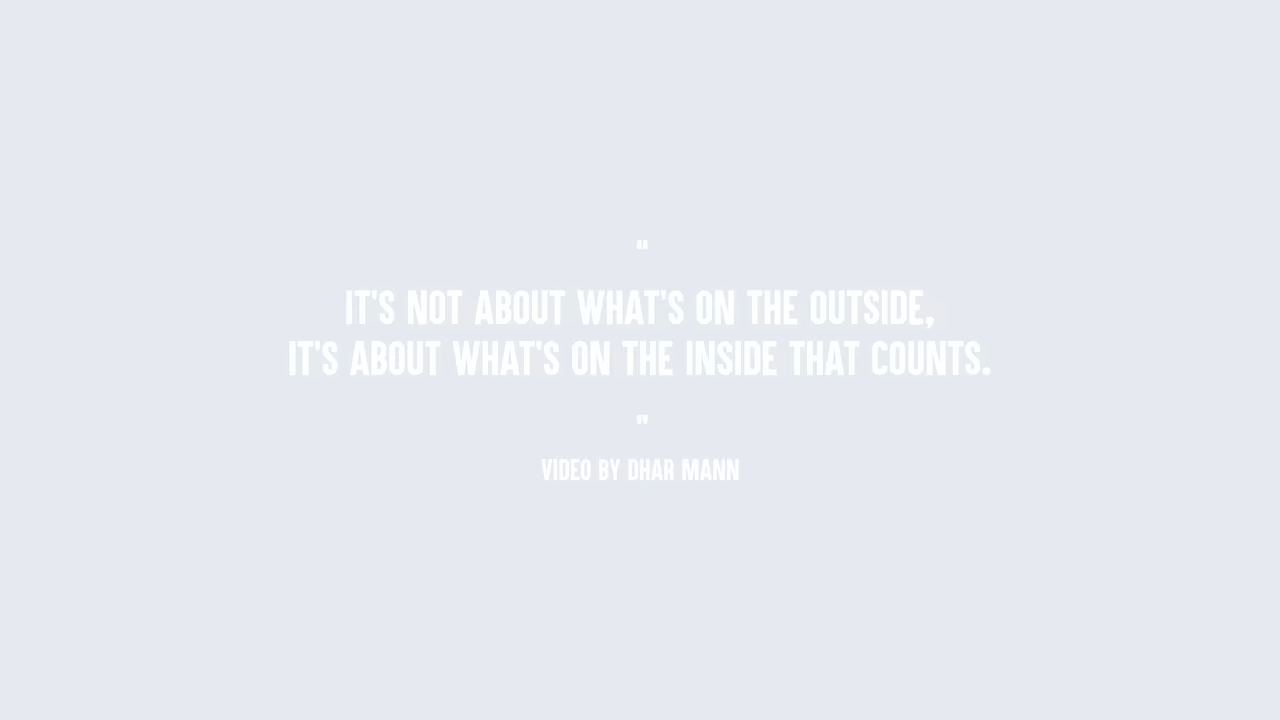 "
IT'S NOT ABOUT WHAT'S ON THE OUTSIDE,
IT'S ABOUT WHAT'S ON THE INSIDE THAT COUNTS.
"
VIDEO BY DHAR MANN